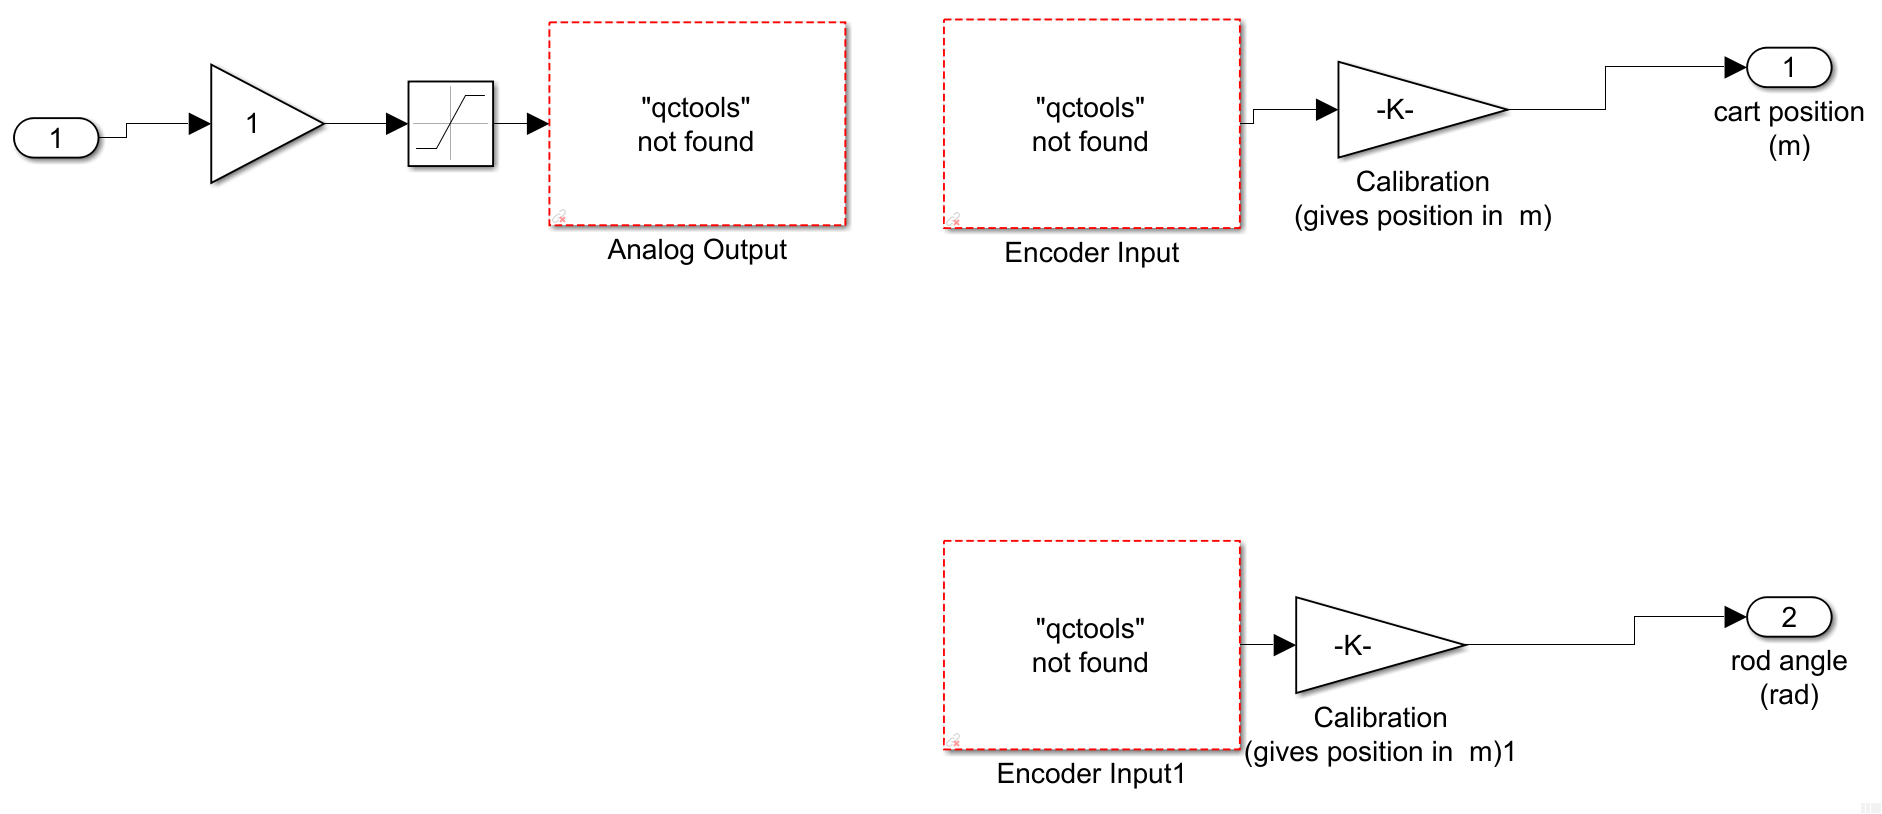 1
1
"qctools"
not found
Analog Output
"qctools"
not found
Encoder Input
-K-
Calibration
(gives position in  m)
1
cart position
(m)
"qctools"
not found
Encoder Input1
-K-
Calibration
(gives position in  m)1
2
rod angle
(rad)